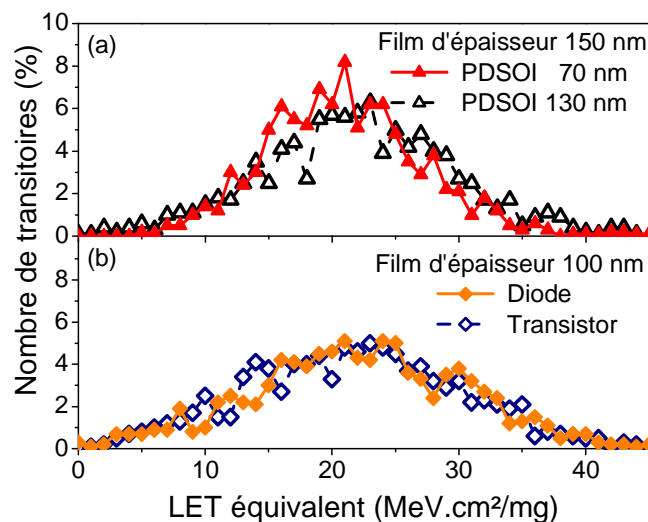 (a)
Film d'épaisseur 150 nm
PDSOI 70 nm
PDSOI 130 nm
10
8
6
4
2
0
(b)
Film d'épaisseur 100 nm
Diode
Transistor
8
6
4
2
0
0 10 20 30 40
Nombre de transitoires (%)
LET équivalent (MeV.cm²/mg)